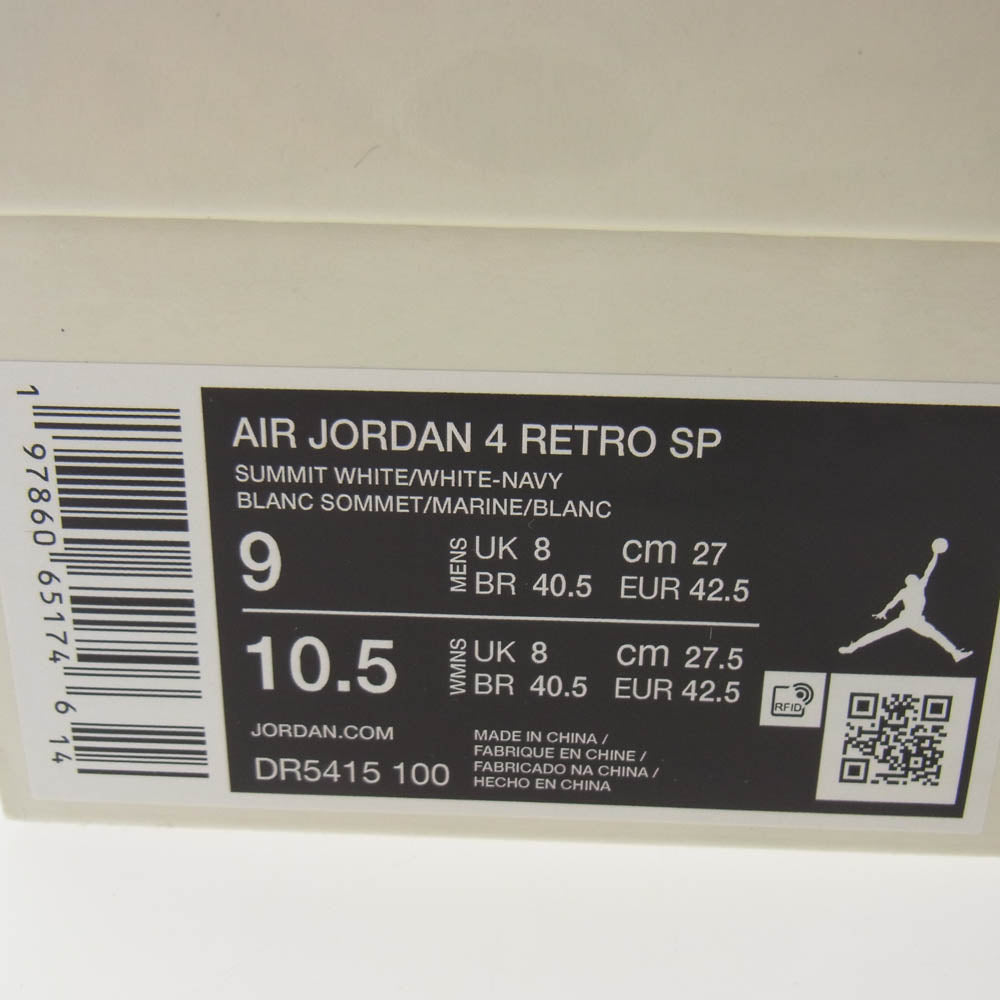 AIR JORDAN 4 RETRO SP
SUMMIT WHITE/WHITE-NAVY
BLANC SOMMET/MARINE/BLANC
9 MENS UK 8 cm 27
BR 40.5 EUR 42.5
10.5 WMNS UK 8 cm 27.5
BR 40.5 EUR 42.5
RFID
JORDAN.COM
DR5415 100
MADE IN CHINA /
FABRIQUE EN CHINE /
FABRICADO NA CHINA /
HECHO EN CHINA
1 97860 65174 6 14